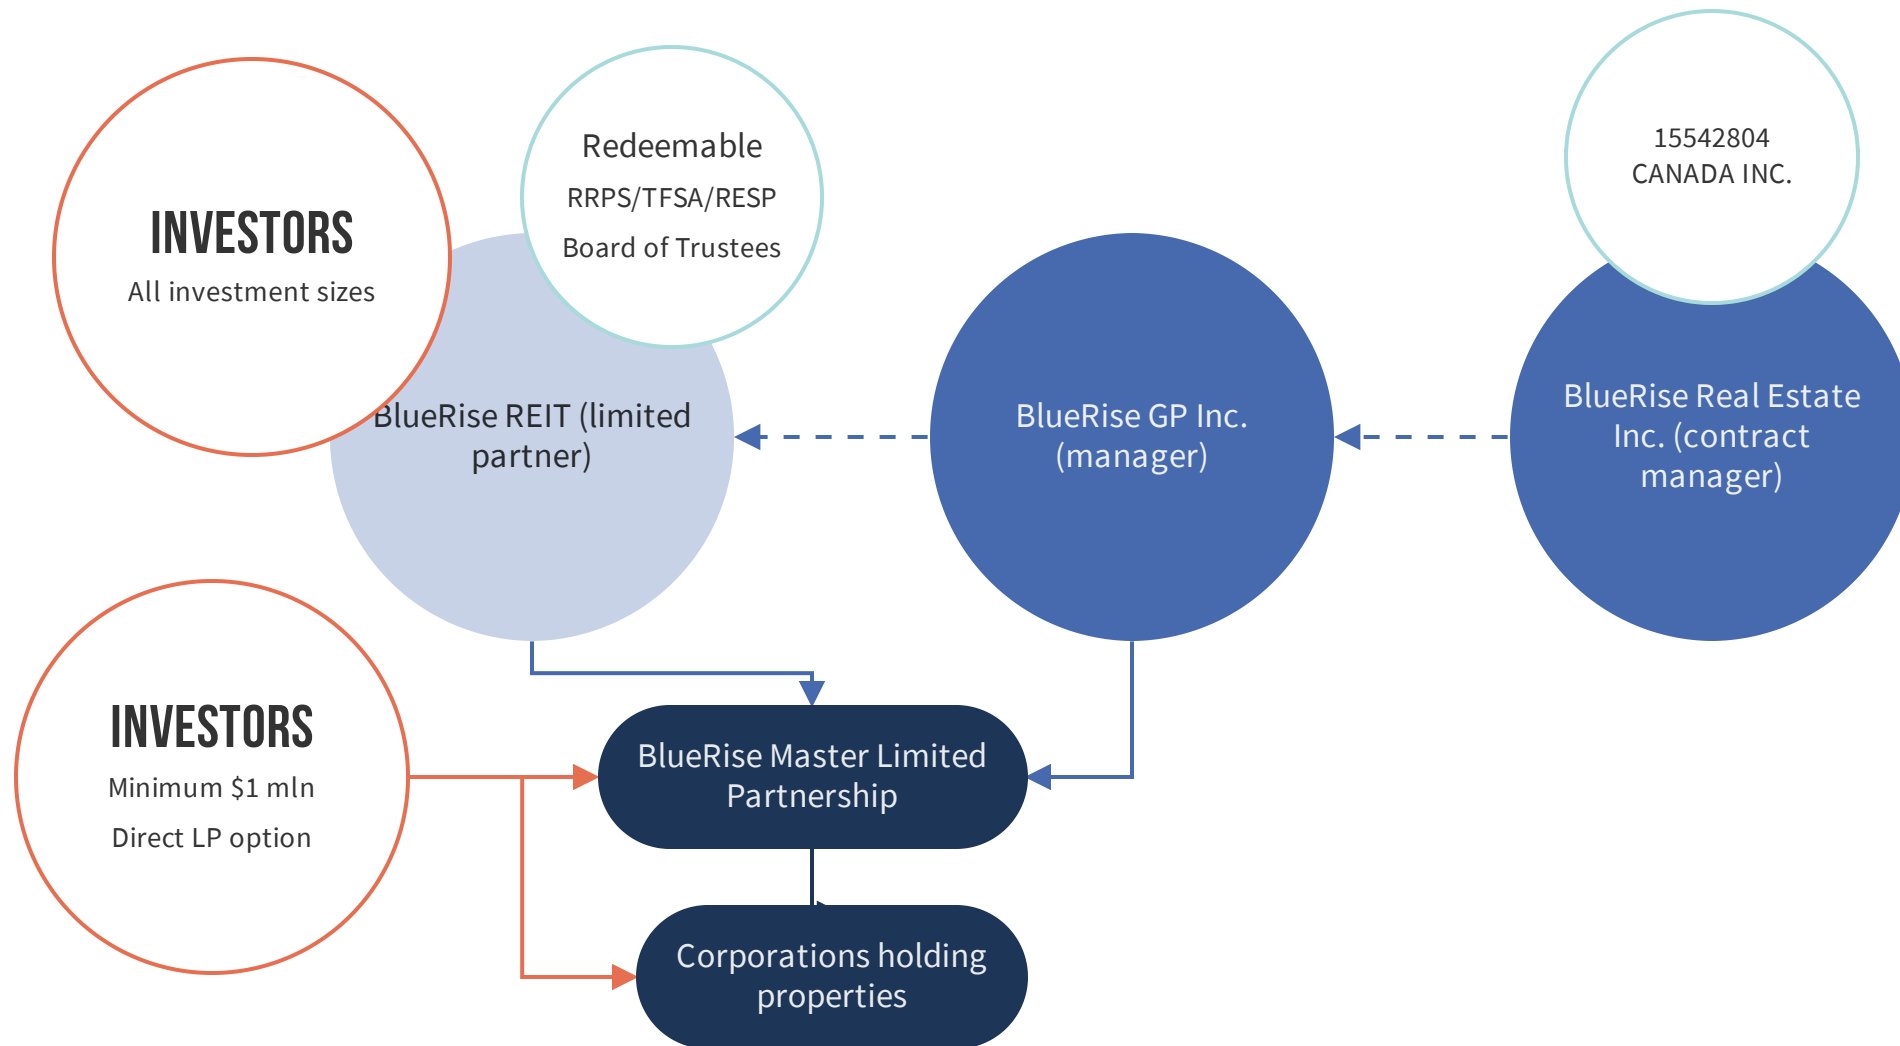 INVESTORS
All investment sizes
Redeemable
RRPS/TFSA/RESP
Board of Trustees
15542804
CANADA INC.
BlueRise REIT (limited
partner)
BlueRise GP Inc.
(manager)
BlueRise Real Estate
Inc. (contract
manager)
INVESTORS
Minimum $1 mln
Direct LP option
BlueRise Master Limited
Partnership
Corporations holding
properties